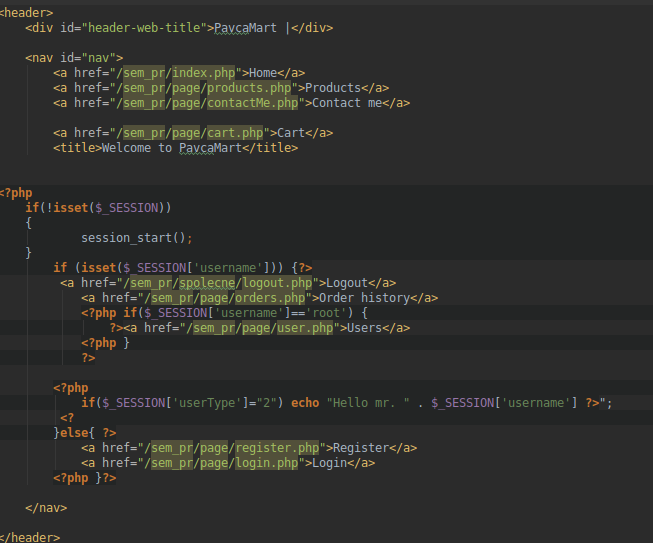 <header>
<div id="header-web-title">PavcaMart |</div>
<nav id="nav">
<a href="/sem_pr/index.php">Home</a>
<a href="/sem_pr/page/products.php">Products</a>
<a href="/sem_pr/page/contactMe.php">Contact me</a>
<a href="/sem_pr/page/cart.php">Cart</a>
<title>Welcome to PavcaMart</title>
<?php
if(!isset($_SESSION))
{
session_start();
}
if (isset($_SESSION['username'])) {?>
<a href="/sem_pr/spolecne/logout.php">Logout</a>
<a href="/sem_pr/page/orders.php">Order history</a>
<?php if($_SESSION['username']=='root') {
?><a href="/sem_pr/page/user.php">Users</a>
<?php }
?>
<?php
if($_SESSION['userType']="2") echo "Hello mr. " . $_SESSION['username'] ?>";
<?
}else{ ?>
<a href="/sem_pr/page/register.php">Register</a>
<a href="/sem_pr/page/login.php">Login</a>
<?php }?>
</nav>
</header>